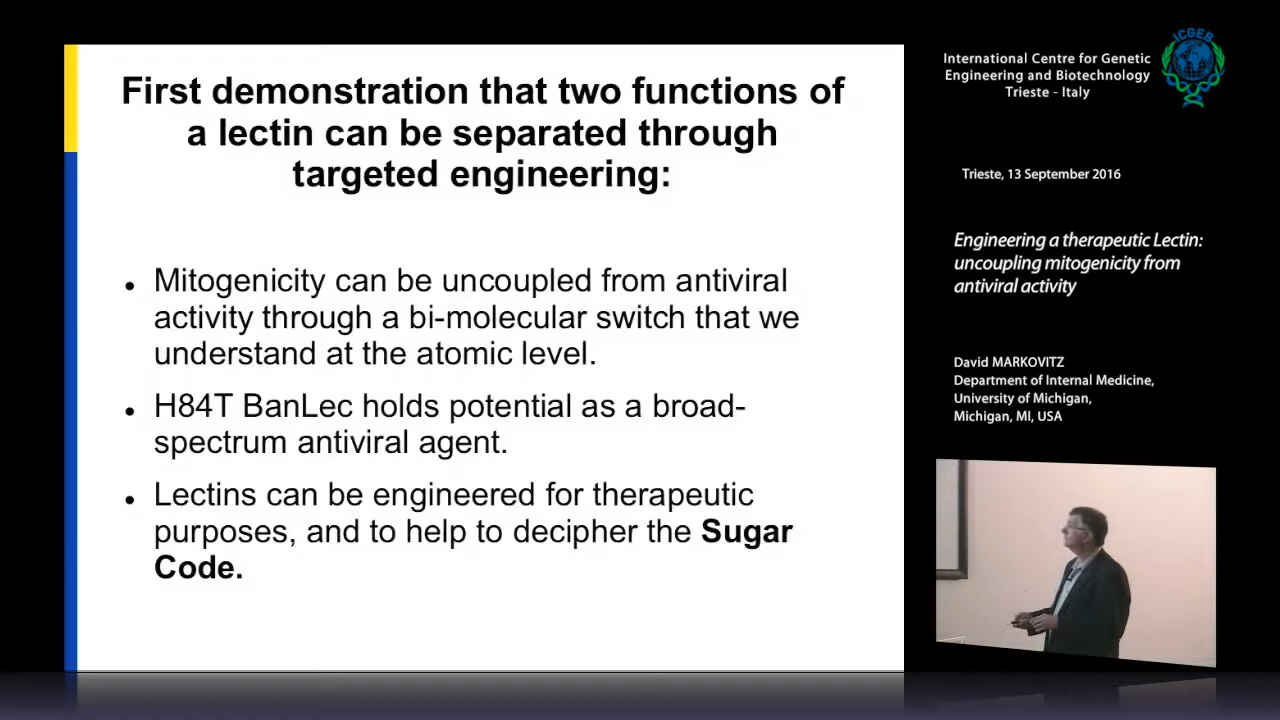 First demonstration that two functions of
a lectin can be separated through
targeted engineering:
• Mitogenicity can be uncoupled from antiviral
activity through a bi-molecular switch that we
understand at the atomic level.
• H84T BanLec holds potential as a broad-
spectrum antiviral agent.
• Lectins can be engineered for therapeutic
purposes, and to help to decipher the Sugar
Code.
International Centre for Genetic
Engineering and Biotechnology
Trieste - Italy
ICGEB
Trieste, 13 September 2016
Engineering a therapeutic Lectin:
uncoupling mitogenicity from
antiviral activity
David MARKOVITZ
Department of Internal Medicine,
University of Michigan,
Michigan, MI, USA